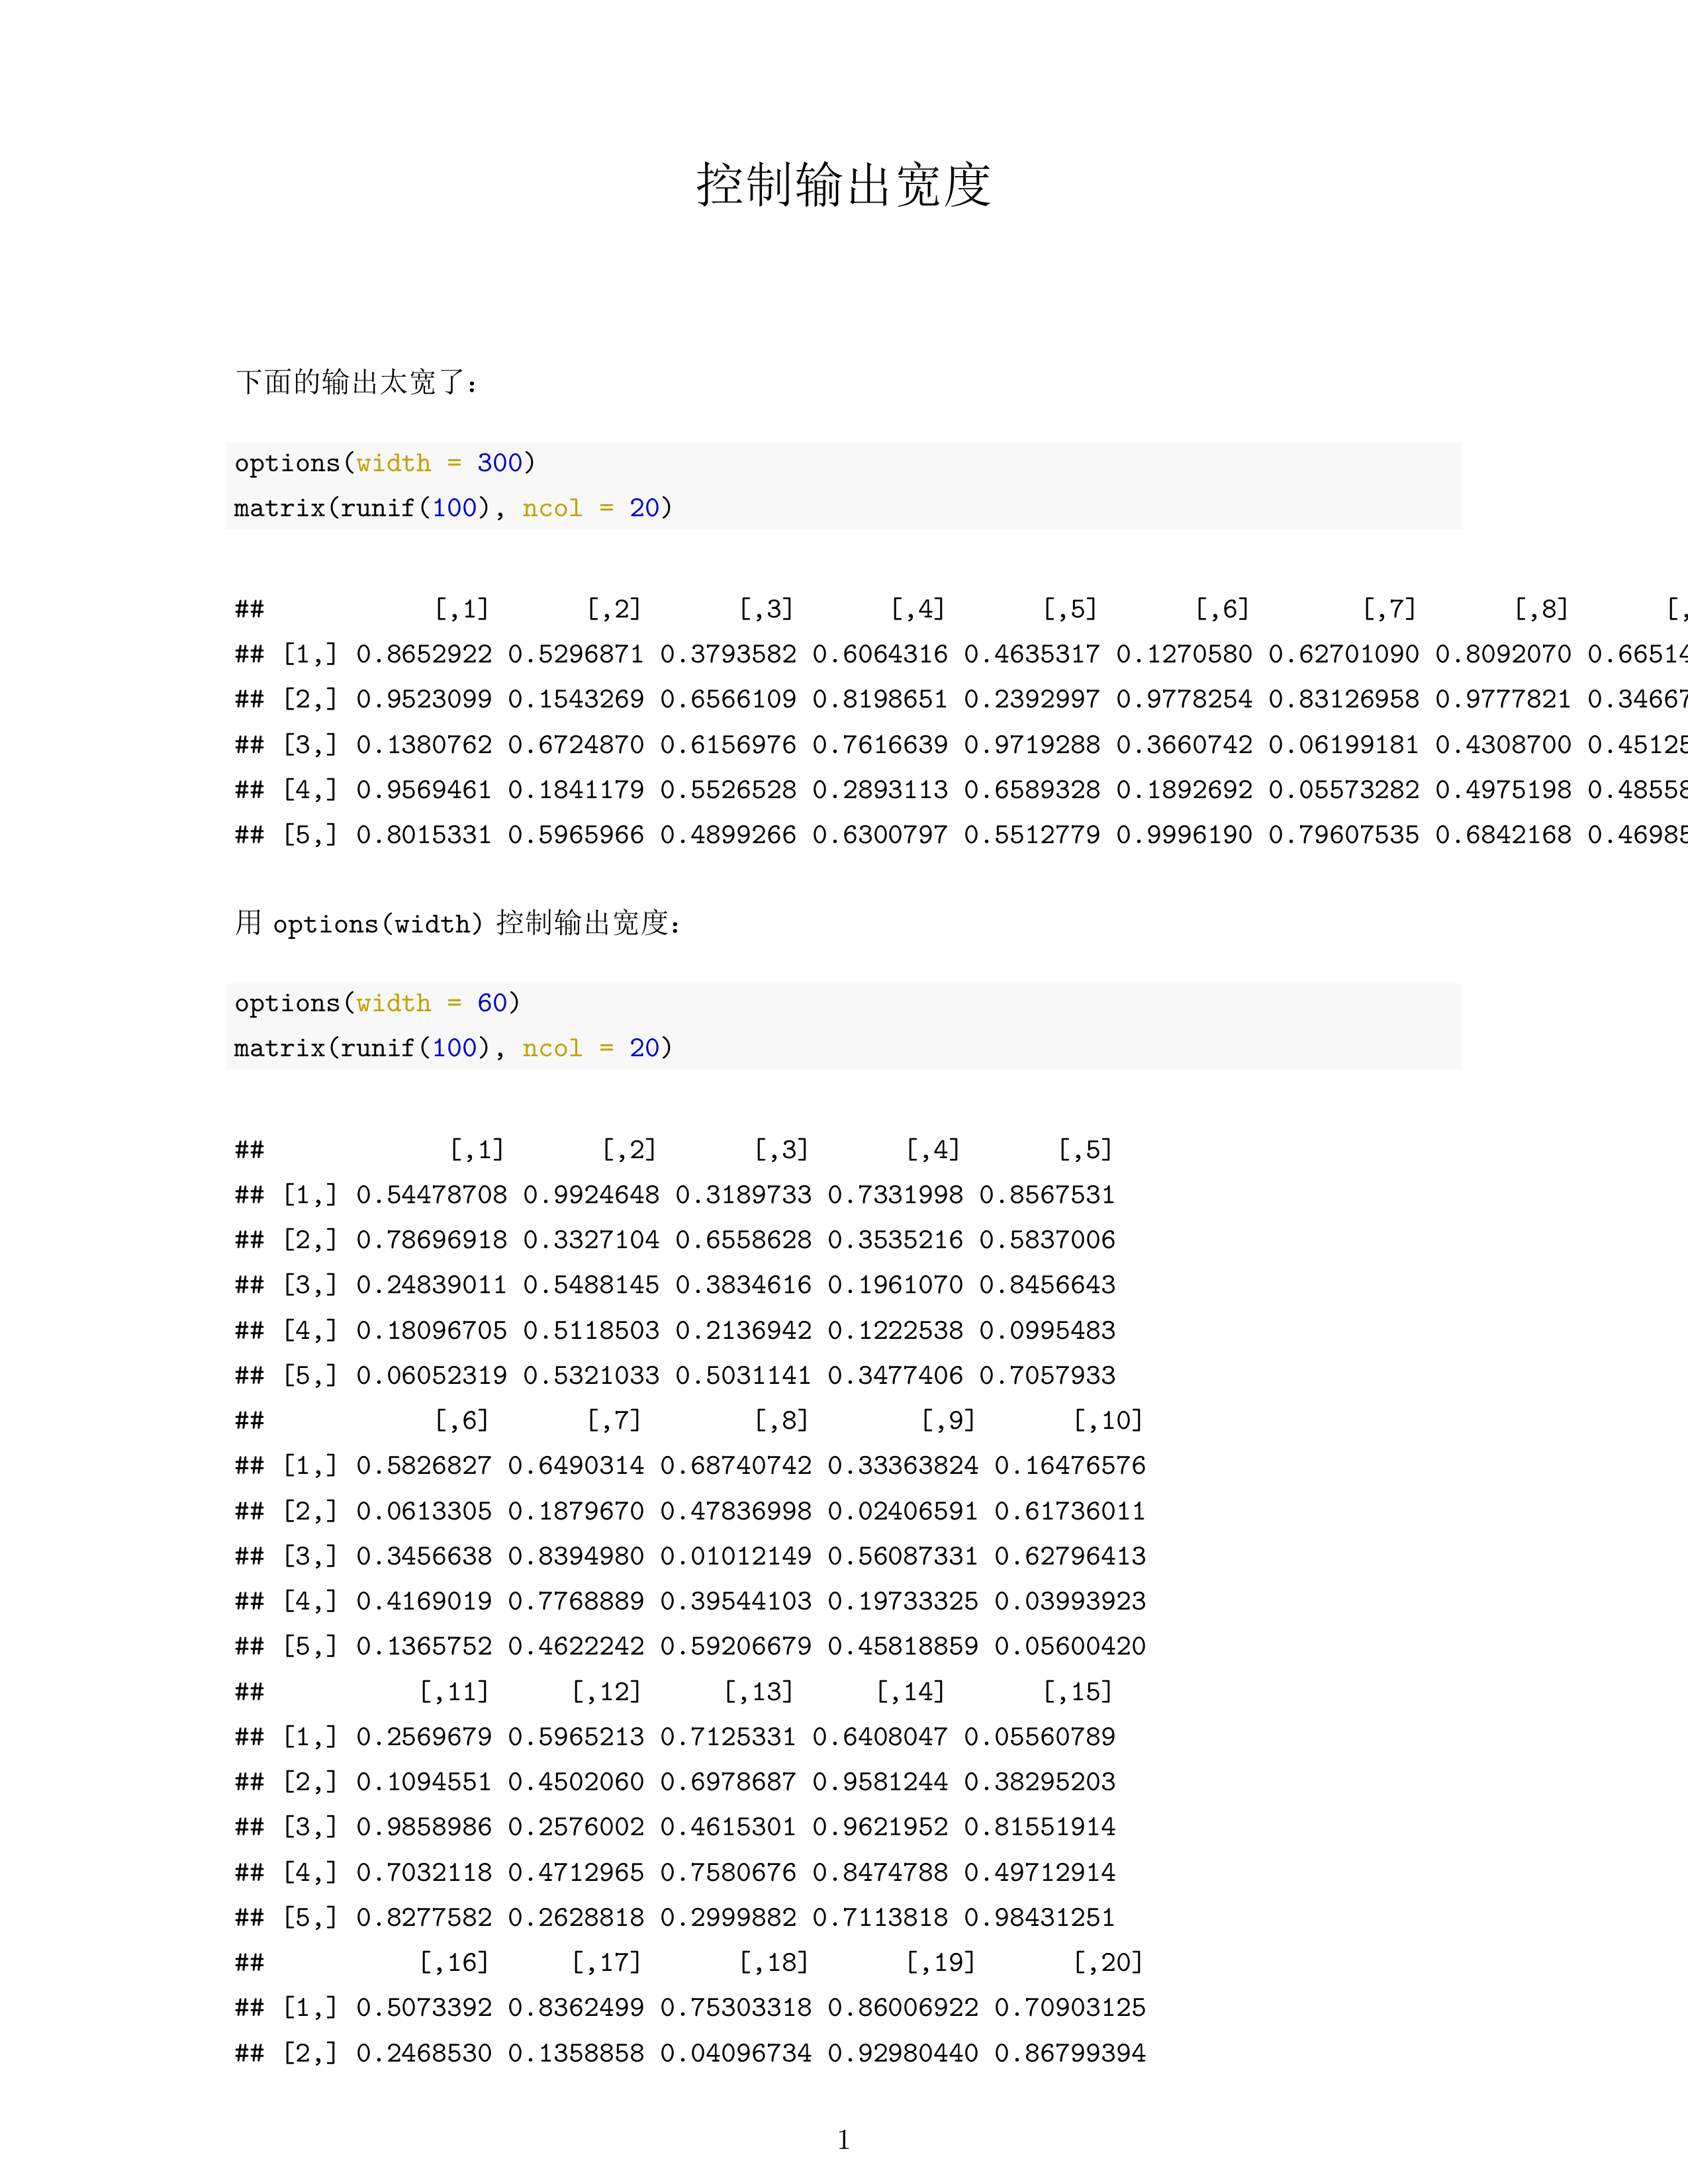 控制输出宽度
下面的输出太宽了：
options(width = 300)
matrix(runif(100), ncol = 20)
##           [,1]      [,2]      [,3]      [,4]      [,5]      [,6]       [,7]      [,8]      [,
## [1,] 0.8652922 0.5296871 0.3793582 0.6064316 0.4635317 0.1270580 0.62701090 0.8092070 0.66514
## [2,] 0.9523099 0.1543269 0.6566109 0.8198651 0.2392997 0.9778254 0.83126958 0.9777821 0.34667
## [3,] 0.1380762 0.6724870 0.6156976 0.7616639 0.9719288 0.3660742 0.06199181 0.4308700 0.45125
## [4,] 0.9569461 0.1841179 0.5526528 0.2893113 0.6589328 0.1892692 0.05573282 0.4975198 0.48558
## [5,] 0.8015331 0.5965966 0.4899266 0.6300797 0.5512779 0.9996190 0.79607535 0.6842168 0.46985
用 options(width) 控制输出宽度：
options(width = 60)
matrix(runif(100), ncol = 20)
##            [,1]      [,2]      [,3]      [,4]      [,5]
## [1,] 0.54478708 0.9924648 0.3189733 0.7331998 0.8567531
## [2,] 0.78696918 0.3327104 0.6558628 0.3535216 0.5837006
## [3,] 0.24839011 0.5488145 0.3834616 0.1961070 0.8456643
## [4,] 0.18096705 0.5118503 0.2136942 0.1222538 0.0995483
## [5,] 0.06052319 0.5321033 0.5031141 0.3477406 0.7057933
##           [,6]      [,7]       [,8]       [,9]      [,10]
## [1,] 0.5826827 0.6490314 0.68740742 0.33363824 0.16476576
## [2,] 0.0613305 0.1879670 0.47836998 0.02406591 0.61736011
## [3,] 0.3456638 0.8394980 0.01012149 0.56087331 0.62796413
## [4,] 0.4169019 0.7768889 0.39544103 0.19733325 0.03993923
## [5,] 0.1365752 0.4622242 0.59206679 0.45818859 0.05600420
##          [,11]     [,12]     [,13]     [,14]      [,15]
## [1,] 0.2569679 0.5965213 0.7125331 0.6408047 0.05560789
## [2,] 0.1094551 0.4502060 0.6978687 0.9581244 0.38295203
## [3,] 0.9858986 0.2576002 0.4615301 0.9621952 0.81551914
## [4,] 0.7032118 0.4712965 0.7580676 0.8474788 0.49712914
## [5,] 0.8277582 0.2628818 0.2999882 0.7113818 0.98431251
##          [,16]     [,17]      [,18]      [,19]      [,20]
## [1,] 0.5073392 0.8362499 0.75303318 0.86006922 0.70903125
## [2,] 0.2468530 0.1358858 0.04096734 0.92980440 0.86799394
1